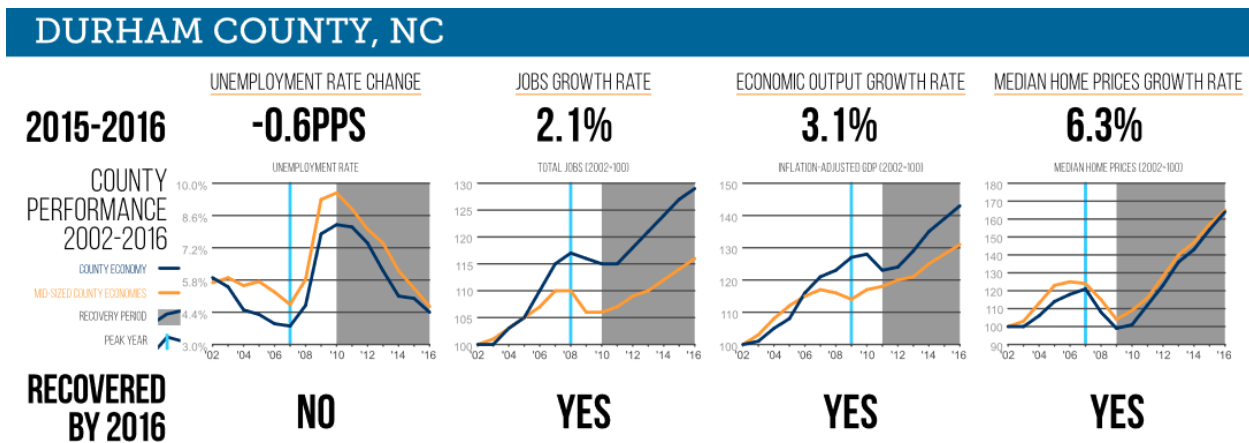 DURHAM COUNTY, NC
UNEMPLOYMENT RATE CHANGE
JOBS GROWTH RATE
ECONOMIC OUTPUT GROWTH RATE
MEDIAN HOME PRICES GROWTH RATE
2015-2016
-0.6PPS
2.1%
3.1%
6.3%
COUNTY
PERFORMANCE
2002-2016
COUNTY ECONOMY
MID-SIZED COUNTY ECONOMIES
RECOVERY PERIOD
PEAK YEAR
UNEMPLOYMENT RATE
10.0%
8.6%
7.2%
5.8%
4.4%
3.0%
'02 '04 '06 '08 '10 '12 '14 '16
TOTAL JOBS (2002=100)
130
125
120
115
110
105
100
'02 '04 '06 '08 '10 '12 '14 '16
INFLATION-ADJUSTED GDP (2002=100)
150
140
130
120
110
100
'02 '04 '06 '08 '10 '12 '14 '16
MEDIAN HOME PRICES (2002=100)
180
170
160
150
140
130
120
110
100
90
'02 '04 '06 '08 '10 '12 '14 '16
RECOVERED
BY 2016
NO
YES
YES
YES